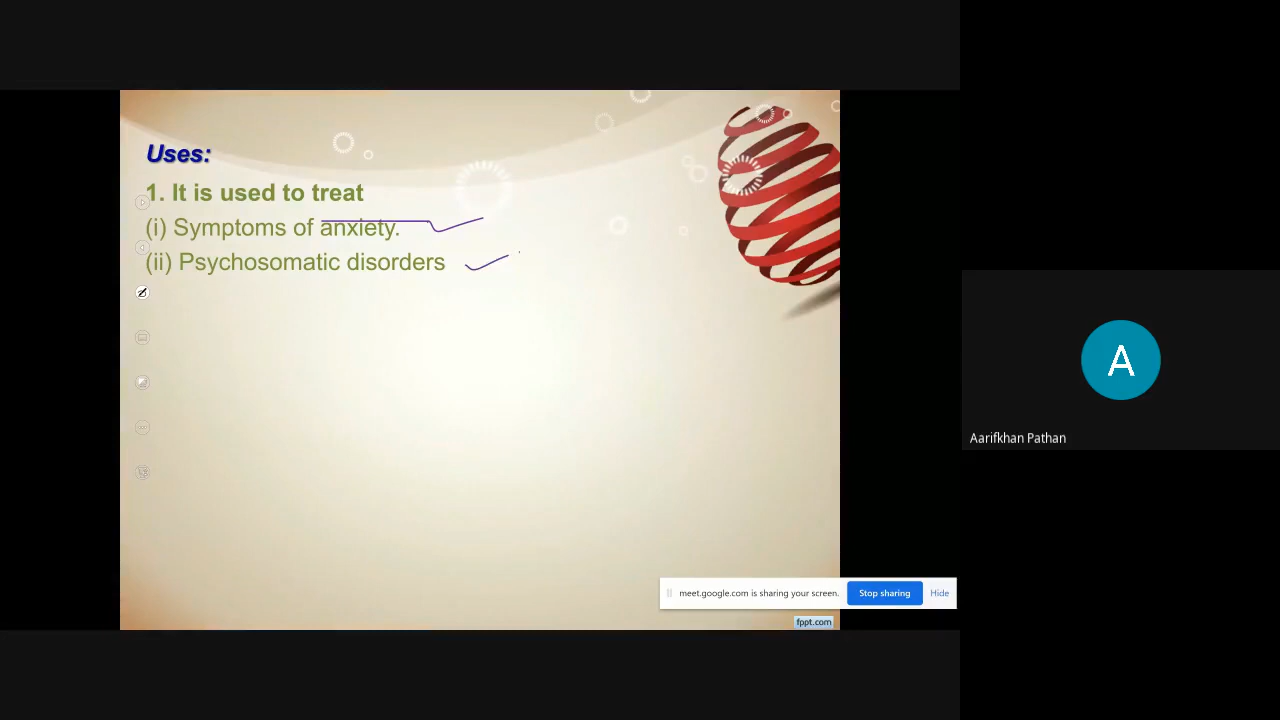 Uses:
1. It is used to treat
(i) Symptoms of anxiety.
(ii) Psychosomatic disorders
A
Aarifkhan Pathan
meet.google.com is sharing your screen.
Stop sharing
Hide
fppt.com